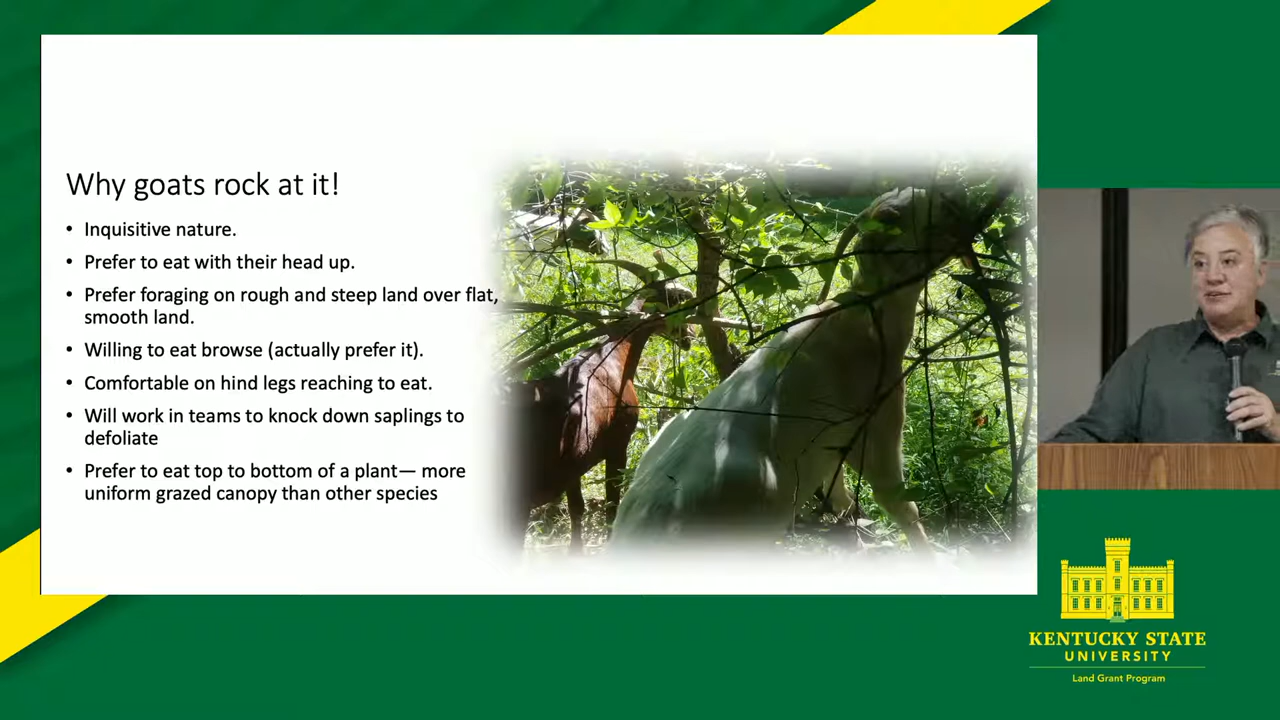 Why goats rock at it!
• Inquisitive nature.
• Prefer to eat with their head up.
• Prefer foraging on rough and steep land over flat,
smooth land.
• Willing to eat browse (actually prefer it).
• Comfortable on hind legs reaching to eat.
• Will work in teams to knock down saplings to
defoliate
• Prefer to eat top to bottom of a plant— more
uniform grazed canopy than other species
KENTUCKY STATE
UNIVERSITY
Land Grant Program